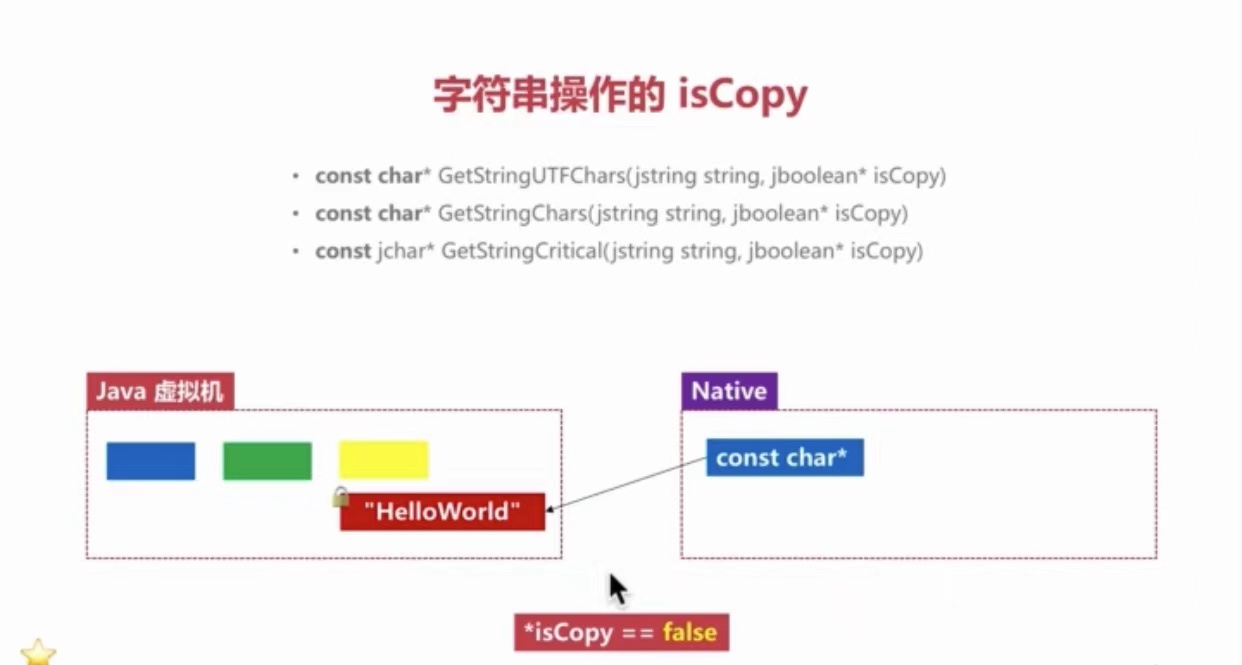 字符串操作的 isCopy
• const char* GetStringUTFChars(jstring string, jboolean* isCopy)
• const char* GetStringChars(jstring string, jboolean* isCopy)
• const jchar* GetStringCritical(jstring string, jboolean* isCopy)
Java 虚拟机
Native
const char*
"HelloWorld"
*isCopy == false